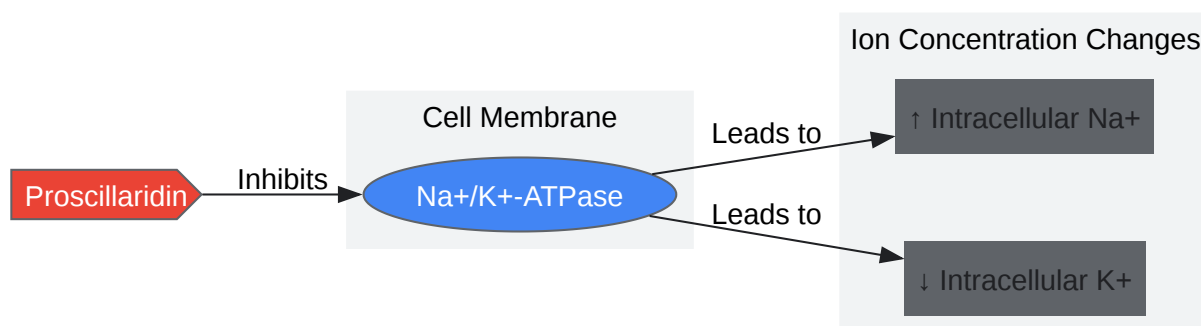 Proscillaridin
Inhibits
Cell Membrane
Na+/K+-ATPase
Leads to
Leads to
Ion Concentration Changes
↑ Intracellular Na+
↓ Intracellular K+